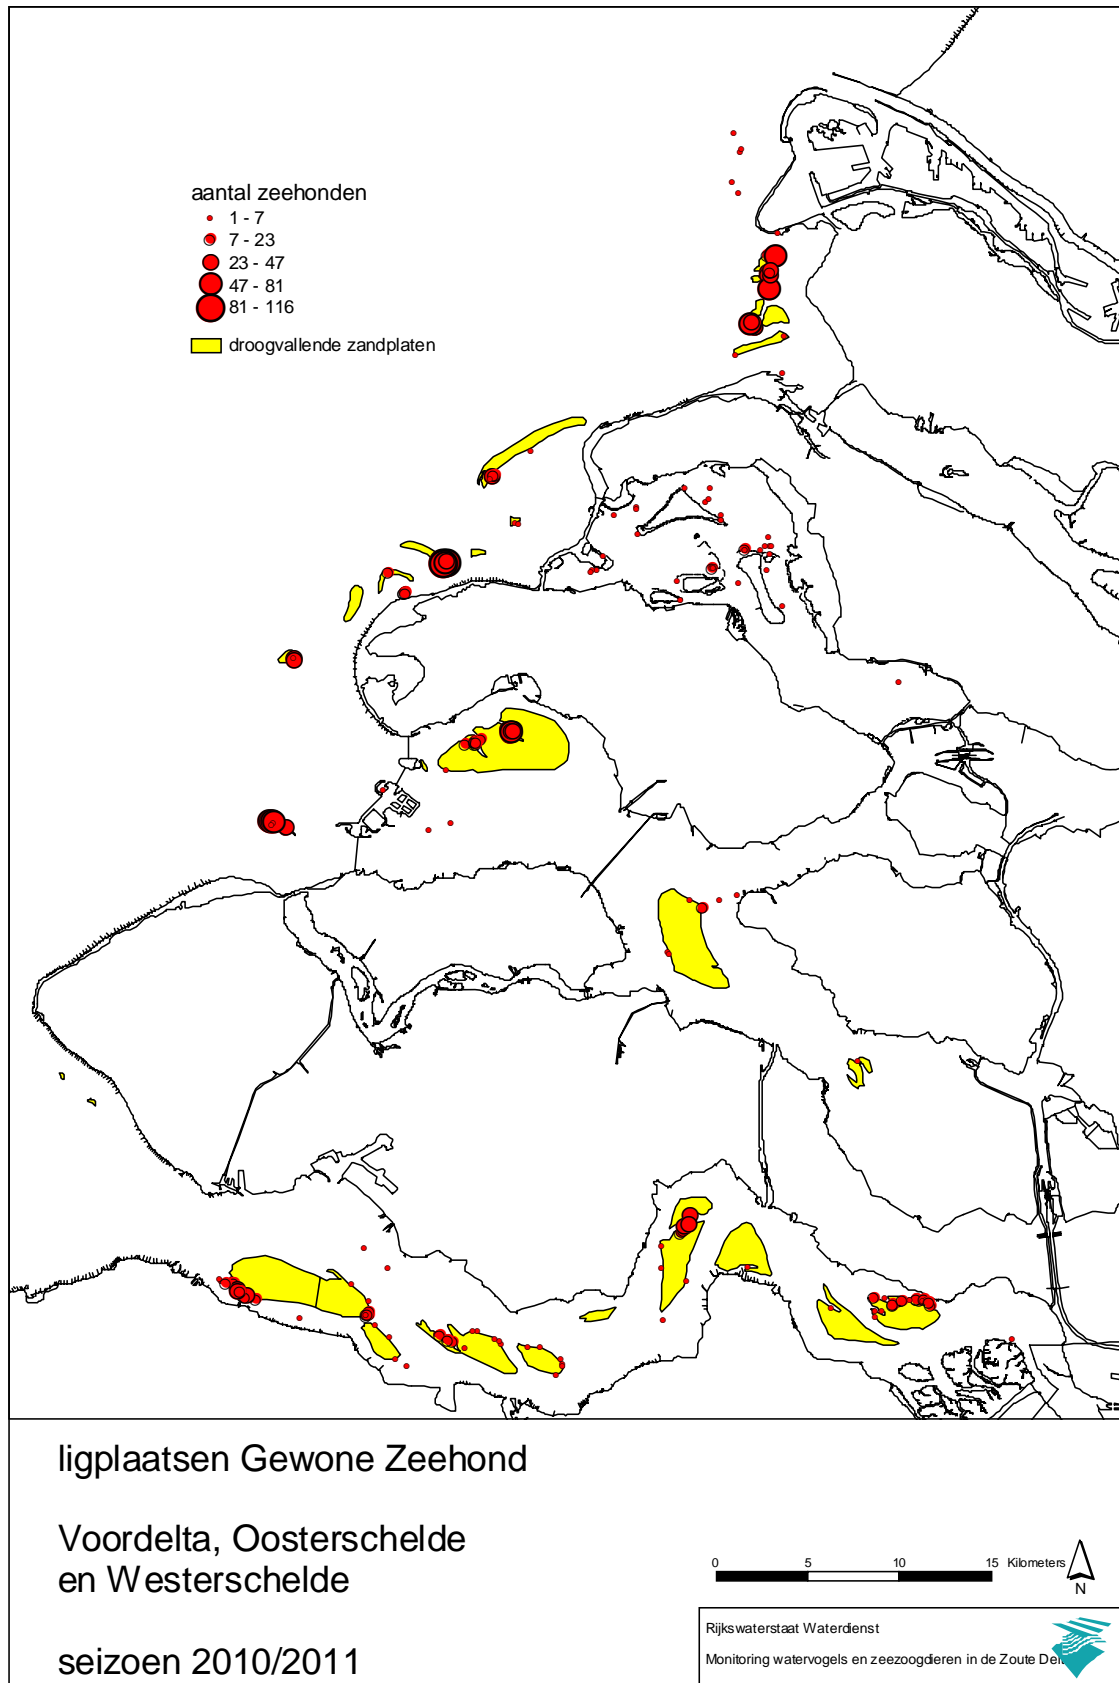 aantal zeehonden
1 - 7
7 - 23
23 - 47
47 - 81
81 - 116
droogvallende zandplaten
ligplaatsen Gewone Zeehond
Voordelta, Oosterschelde
en Westerschelde
seizoen 2010/2011
0 5 10 15 Kilometers
N
Rijkswaterstaat Waterdienst
Monitoring watervogels en zeezoogdieren in de Zoute